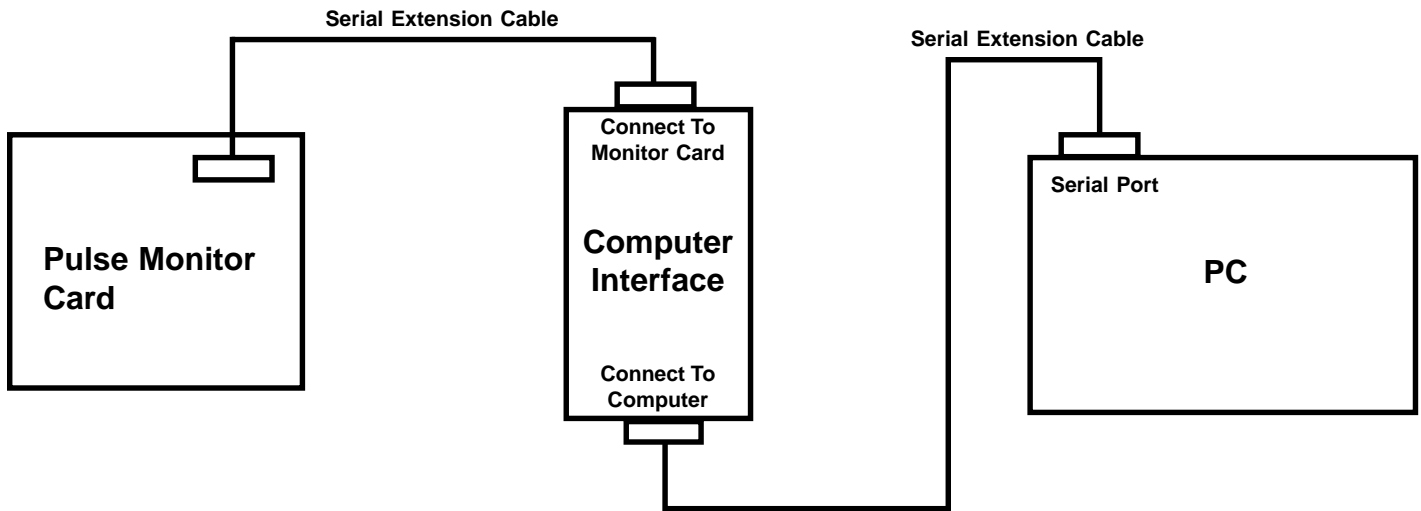 Serial Extension Cable
Serial Extension Cable
Connect To
Monitor Card
Serial Port
Pulse Monitor
Card
Computer
Interface
PC
Connect To
Computer